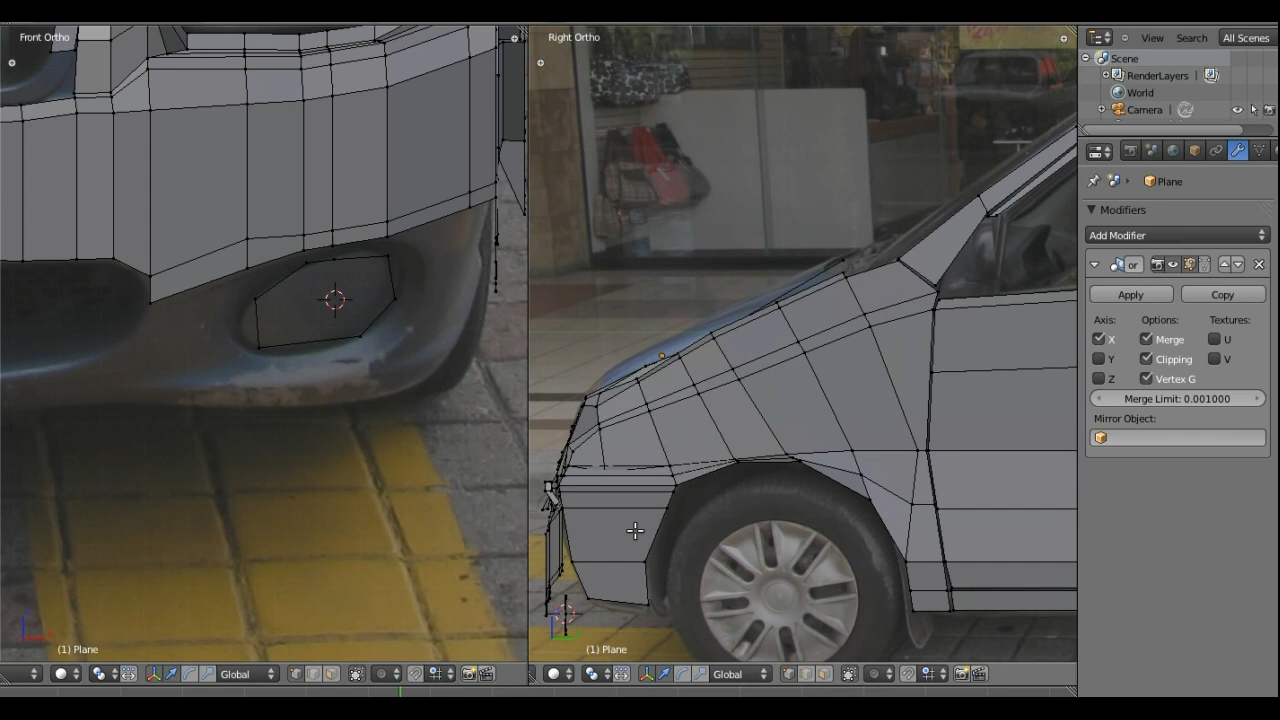 Front Ortho
Right Ortho
View Search All Scenes
Scene
RenderLayers
World
Camera
Plane
Modifiers
Add Modifier
or
Apply Copy
Axis: Options: Textures:
X Merge U
Y Clipping V
Z Vertex G
Merge Limit: 0.001000
Mirror Object:
(1) Plane
(1) Plane
Global
Global